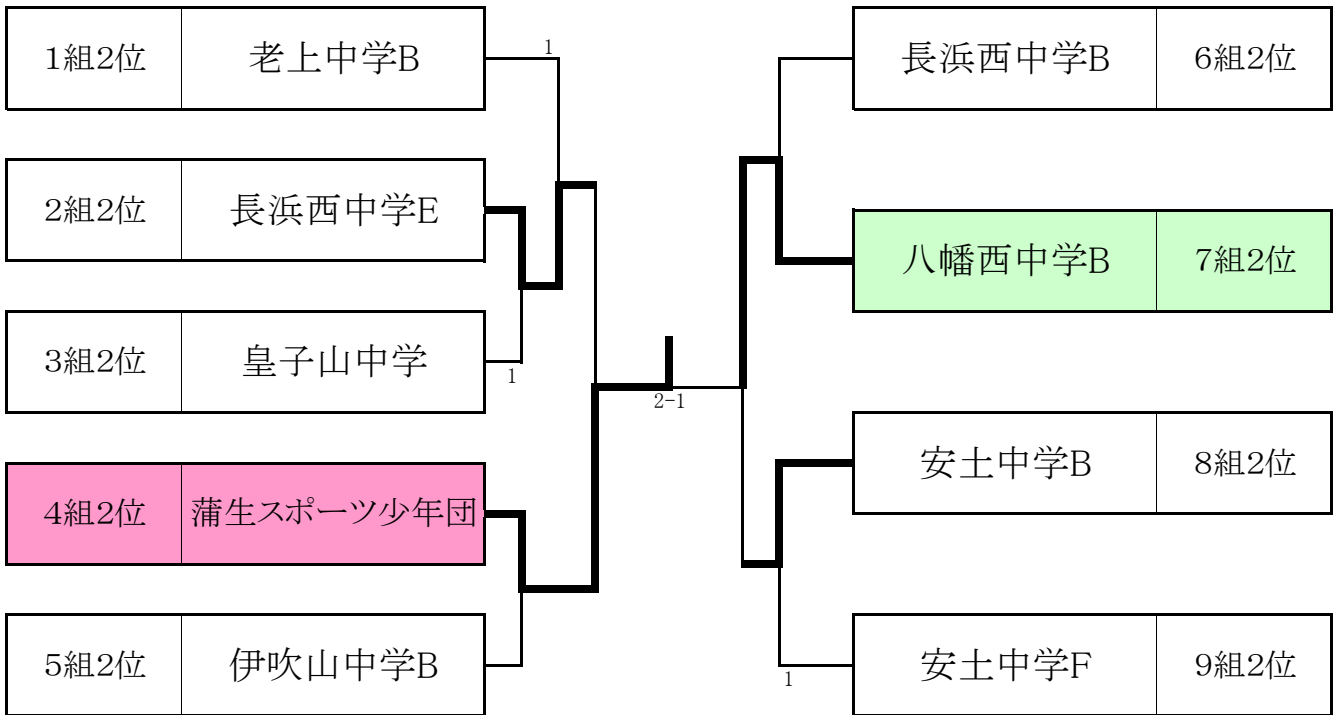 1組2位 老上中学B
1
2組2位 長浜西中学E
3組2位 皇子山中学
1
4組2位 蒲生スポーツ少年団
5組2位 伊吹山中学B
2-1
長浜西中学B 6組2位
八幡西中学B 7組2位
安土中学B 8組2位
安土中学F 9組2位
1